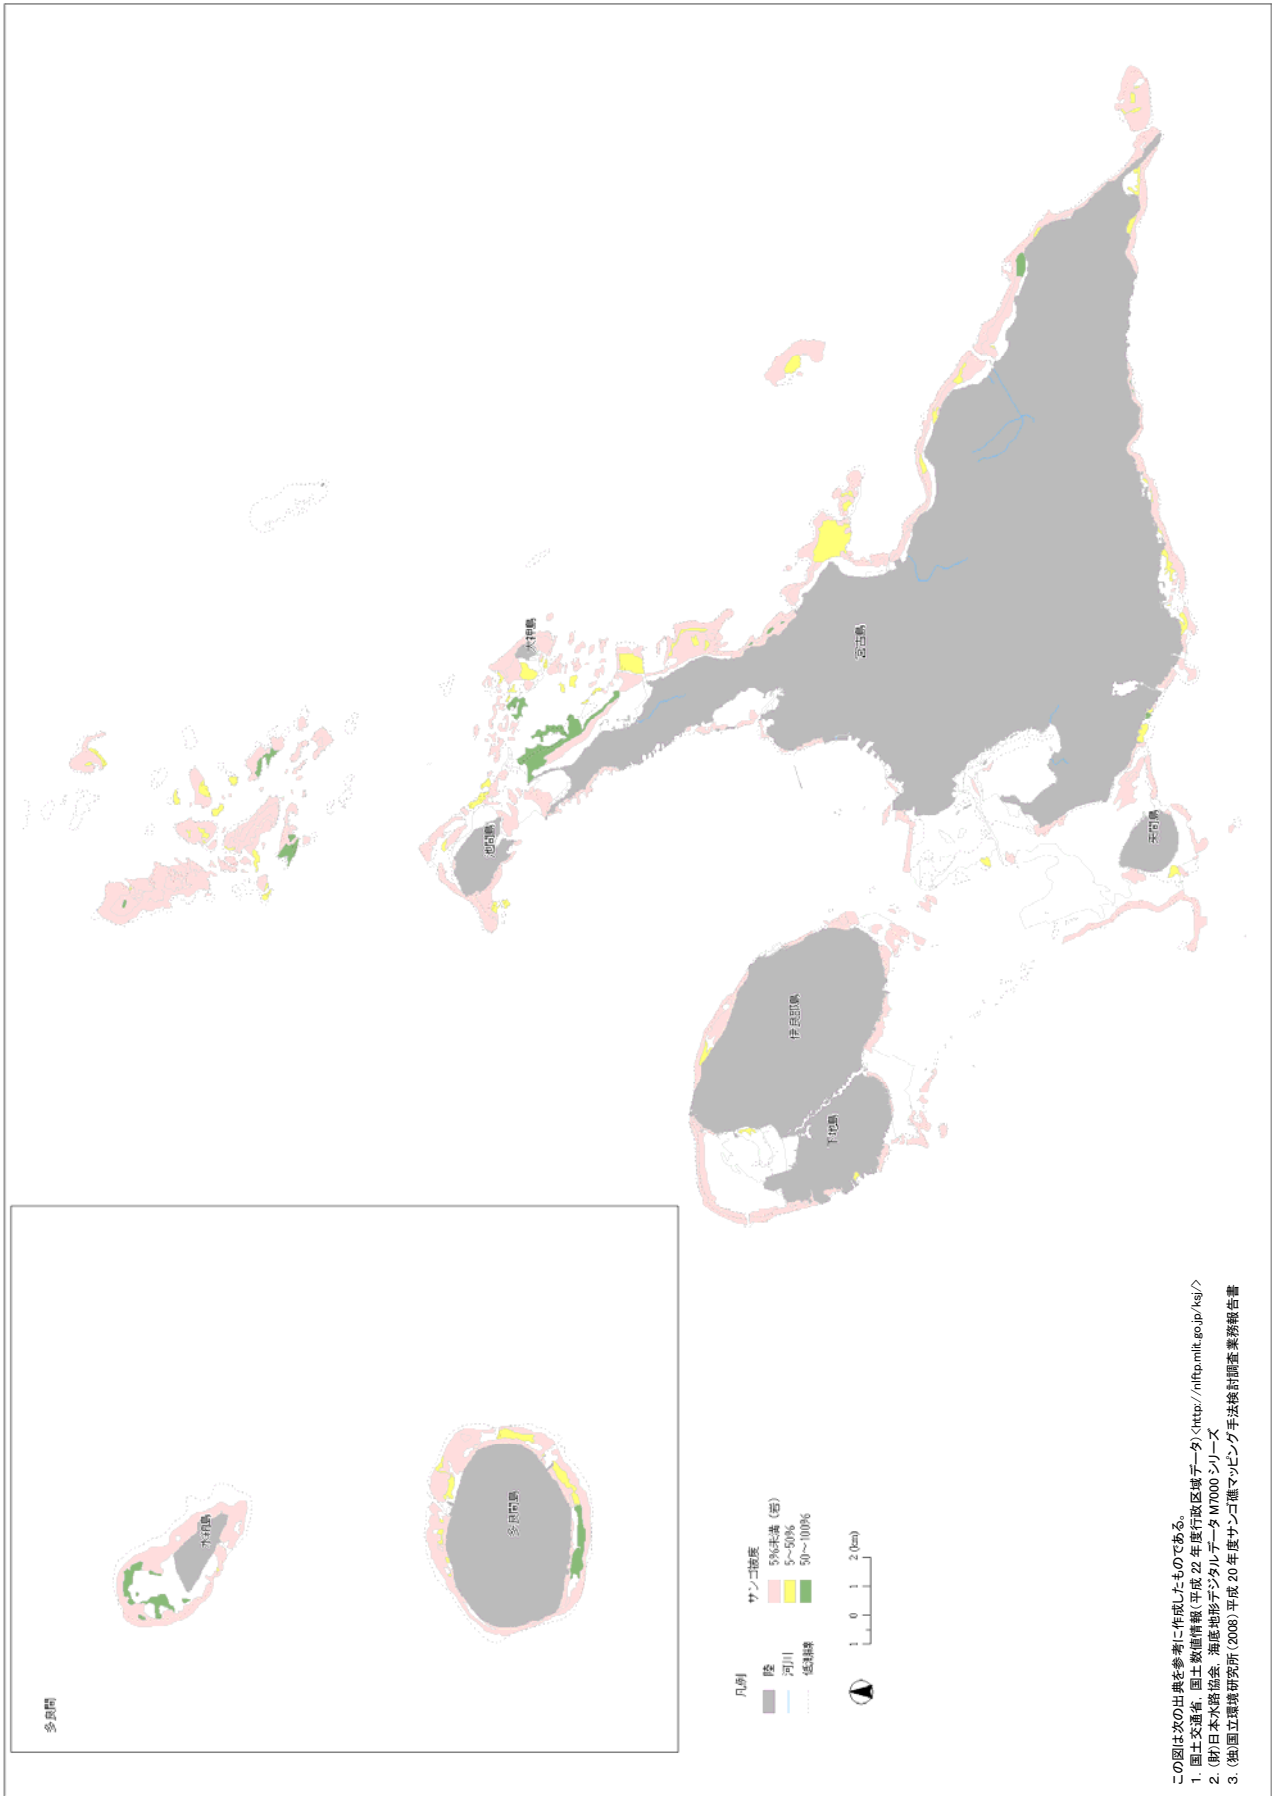 多良間
水納島
多良間島
大神島
池間島
宮古島
来間島
伊良部島
下地島
凡例
陸
河川
低潮線
サンゴ被度
5%未満(若)
5～50%
50～100%
1 0 1 2(km)
この図は次の出典を参考に作成したものである。
1. 国土交通省, 国土数値情報(平成 22 年度行政区域データ)<http://nlftp.mlit.go.jp/ksj/>
2. (財)日本水路協会, 海底地形デジタルデータ M7000 シリーズ
3. (独)国立環境研究所(2008)平成 20 年度サンゴ礁マッピング手法検討調査業務報告書